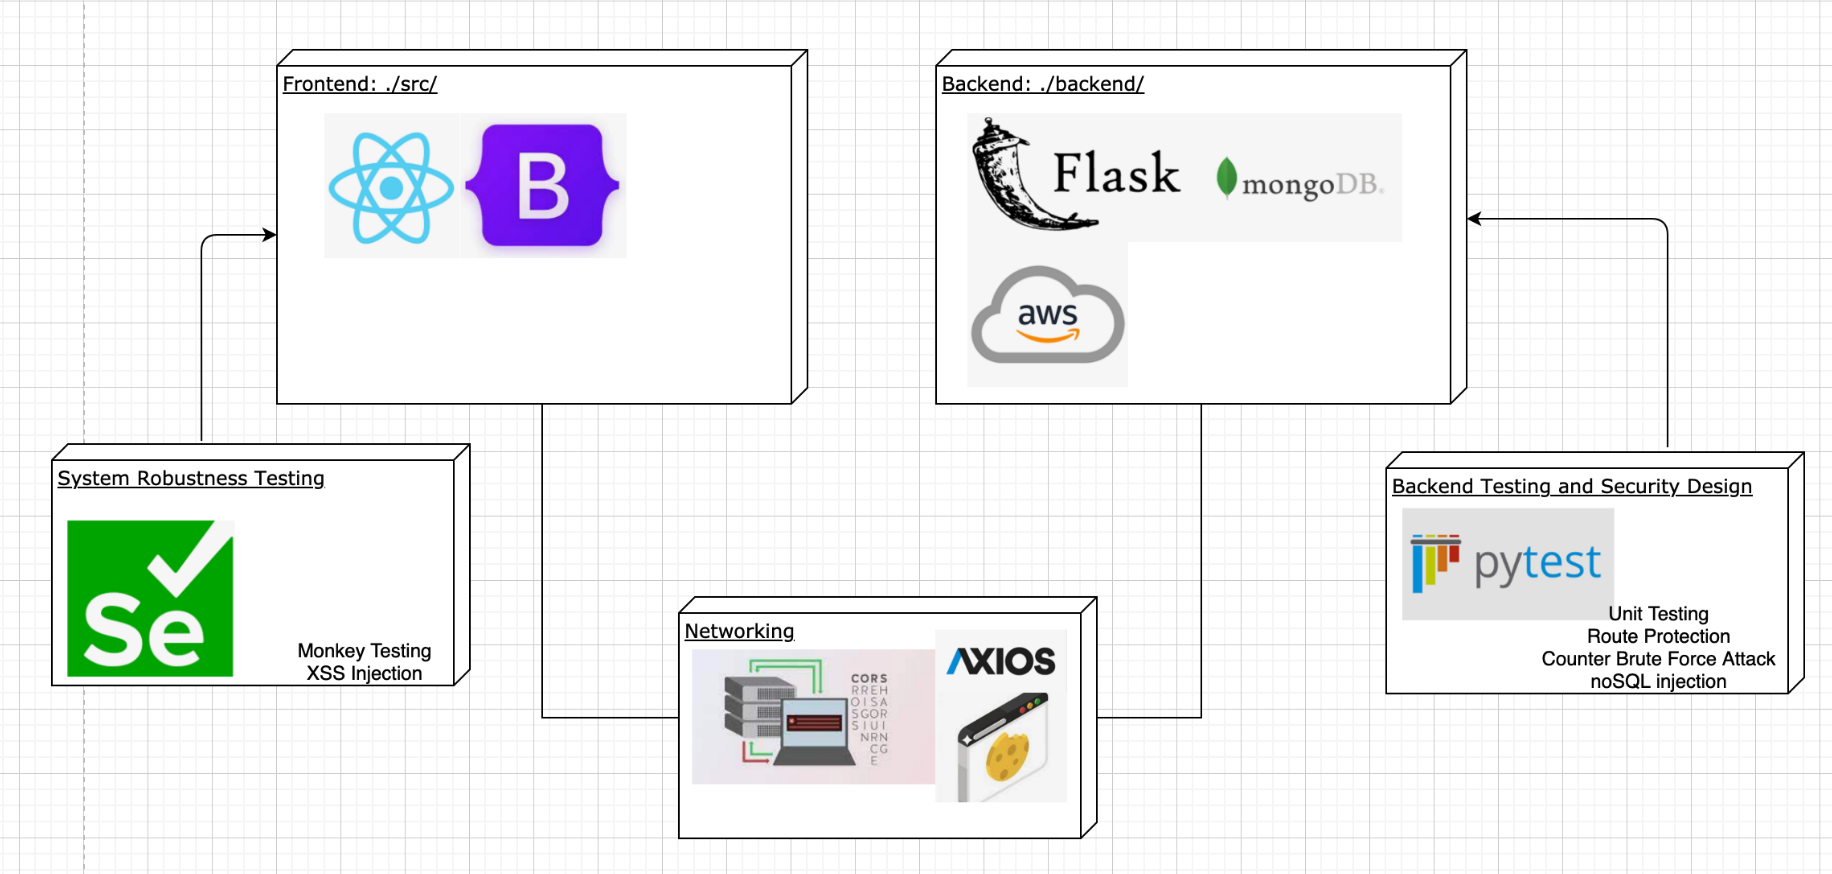 Frontend: ./src/
B
Backend: ./backend/
Flask
mongoDB®
aws
System Robustness Testing
Se
Monkey Testing
XSS Injection
Networking
CORS
RREH
OISA
SGOR
SIUI
NRN
CG
E
AXIOS
Backend Testing and Security Design
pytest
Unit Testing
Route Protection
Counter Brute Force Attack
noSQL injection